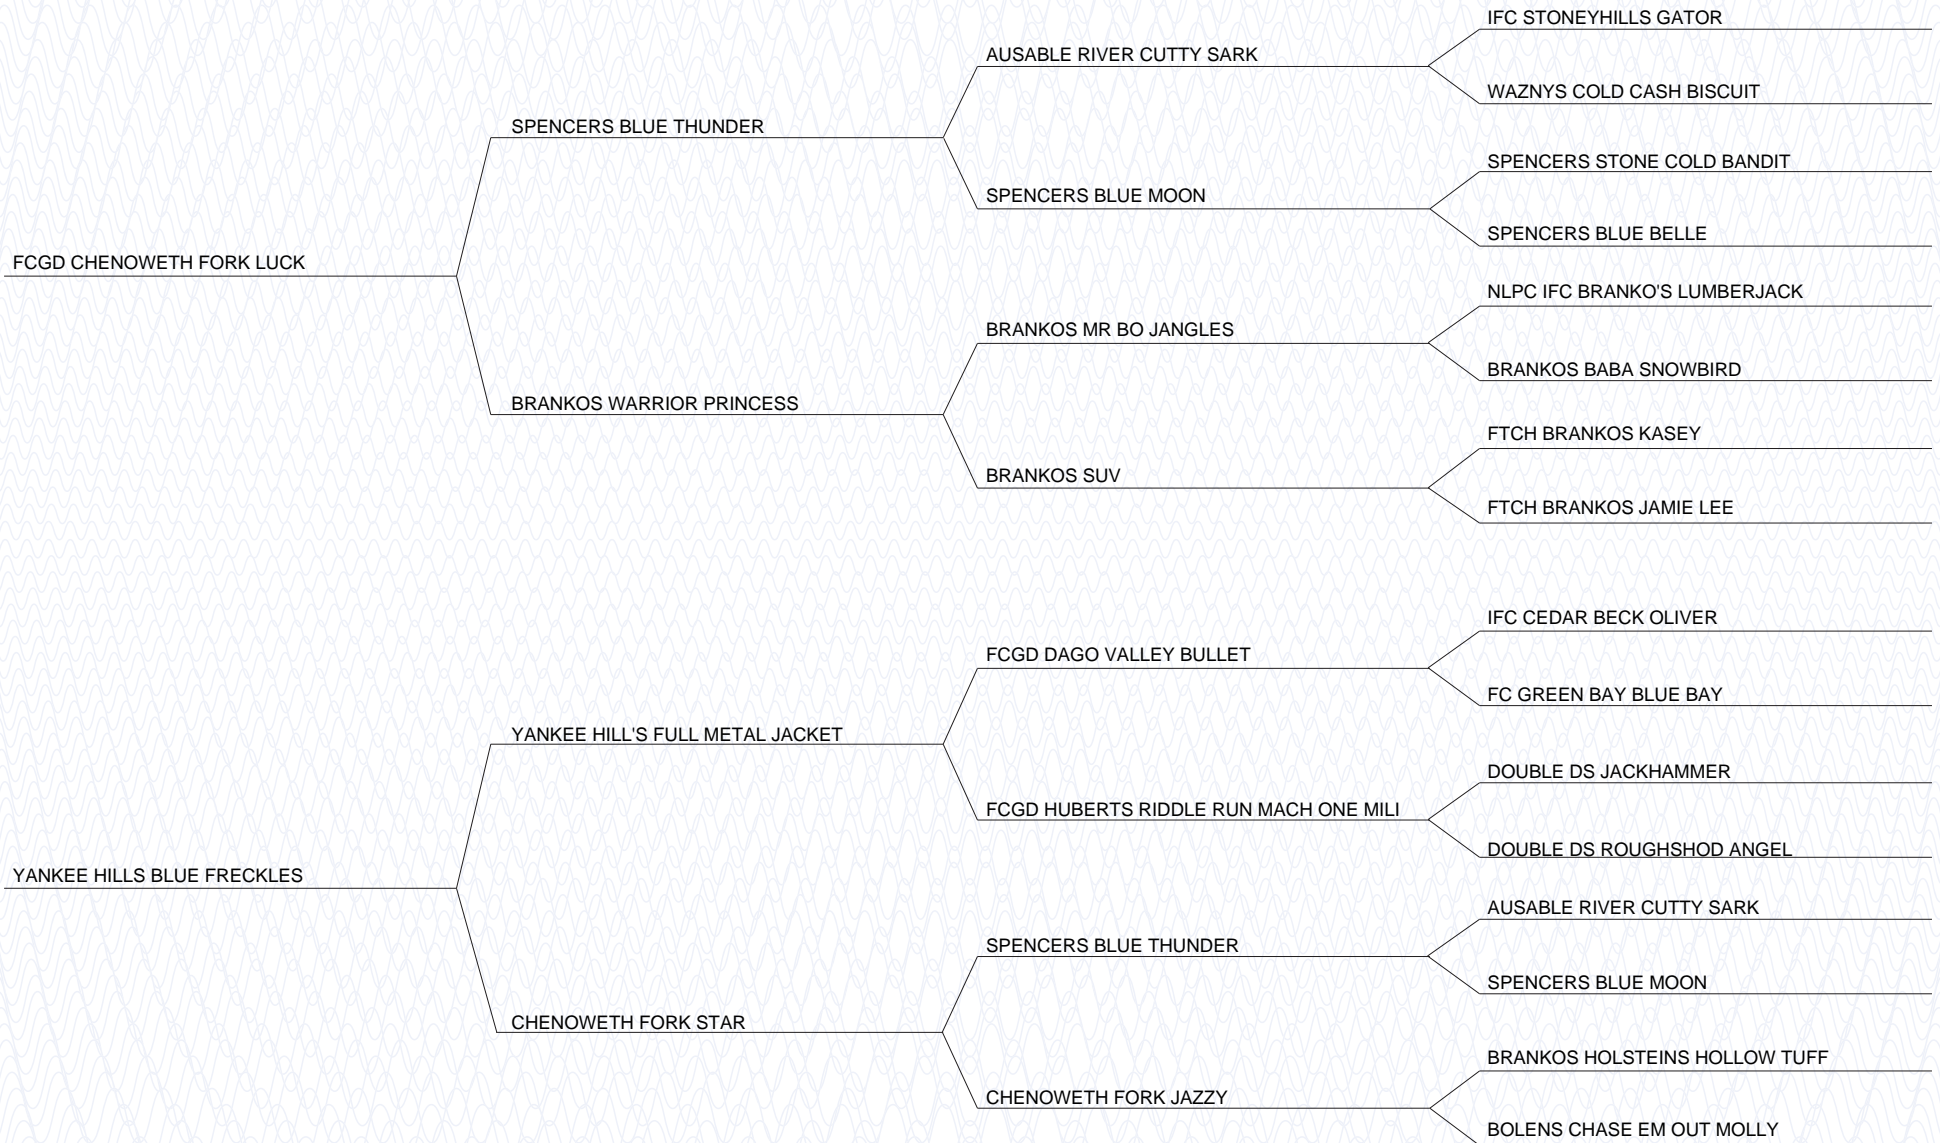 IFC STONEYHILLS GATOR
AUSABLE RIVER CUTTY SARK
WAZNYS COLD CASH BISCUIT
SPENCERS BLUE THUNDER
SPENCERS STONE COLD BANDIT
SPENCERS BLUE MOON
SPENCERS BLUE BELLE
FCGD CHENOWETH FORK LUCK
NLPC IFC BRANKO'S LUMBERJACK
BRANKOS MR BO JANGLES
BRANKOS BABA SNOWBIRD
BRANKOS WARRIOR PRINCESS
FTCH BRANKOS KASEY
BRANKOS SUV
FTCH BRANKOS JAMIE LEE
IFC CEDAR BECK OLIVER
FCGD DAGO VALLEY BULLET
FC GREEN BAY BLUE BAY
YANKEE HILL'S FULL METAL JACKET
DOUBLE DS JACKHAMMER
FCGD HUBERTS RIDDLE RUN MACH ONE MILI
DOUBLE DS ROUGHSHOD ANGEL
YANKEE HILLS BLUE FRECKLES
AUSABLE RIVER CUTTY SARK
SPENCERS BLUE THUNDER
SPENCERS BLUE MOON
CHENOWETH FORK STAR
BRANKOS HOLSTEINS HOLLOW TUFF
CHENOWETH FORK JAZZY
BOLENS CHASE EM OUT MOLLY